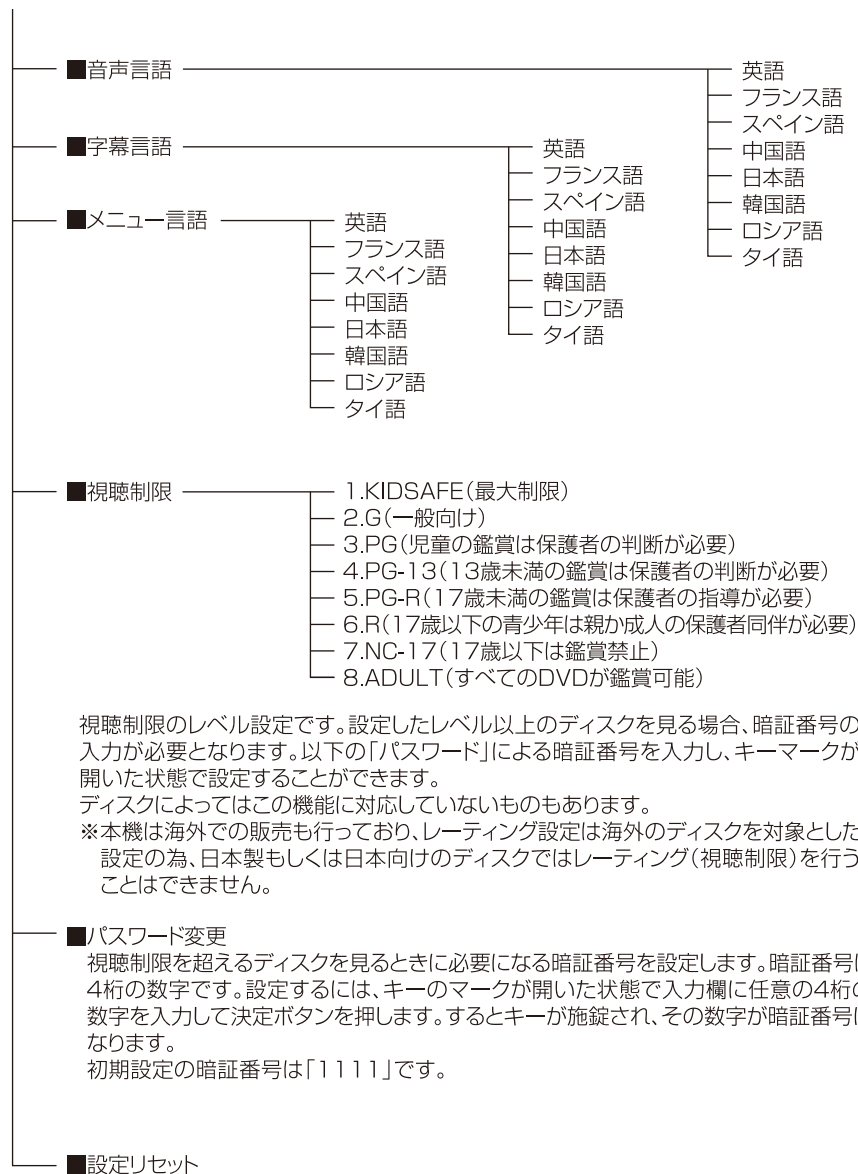 ■音声言語
英語
フランス語
スペイン語
中国語
日本語
韓国語
ロシア語
タイ語
■字幕言語
英語
フランス語
スペイン語
中国語
日本語
韓国語
ロシア語
タイ語
■メニュー言語
英語
フランス語
スペイン語
中国語
日本語
韓国語
ロシア語
タイ語
■視聴制限
1.KIDSAFE(最大制限)
2.G(一般向け)
3.PG(児童の鑑賞は保護者の判断が必要)
4.PG-13(13歳未満の鑑賞は保護者の判断が必要)
5.PG-R(17歳未満の鑑賞は保護者の指導が必要)
6.R(17歳以下の青少年は親か成人の保護者同伴が必要)
7.NC-17(17歳以下は鑑賞禁止)
8.ADULT(すべてのDVDが鑑賞可能)
視聴制限のレベル設定です。設定したレベル以上のディスクを見る場合、暗証番号の
入力が必要となります。以下の「パスワード」による暗証番号を入力し、キーマークが
開いた状態で設定することができます。
ディスクによってはこの機能に対応していないものもあります。
※本機は海外での販売も行っており、レーティング設定は海外のディスクを対象とした
設定の為、日本製もしくは日本向けのディスクではレーティング(視聴制限)を行う
ことはできません。
■パスワード変更
視聴制限を超えるディスクを見るときに必要になる暗証番号を設定します。暗証番号は
4桁の数字です。設定するには、キーのマークが開いた状態で入力欄に任意の4桁の
数字を入力して決定ボタンを押します。するとキーが施錠され、その数字が暗証番号に
なります。
初期設定の暗証番号は「1111」です。
■設定リセット